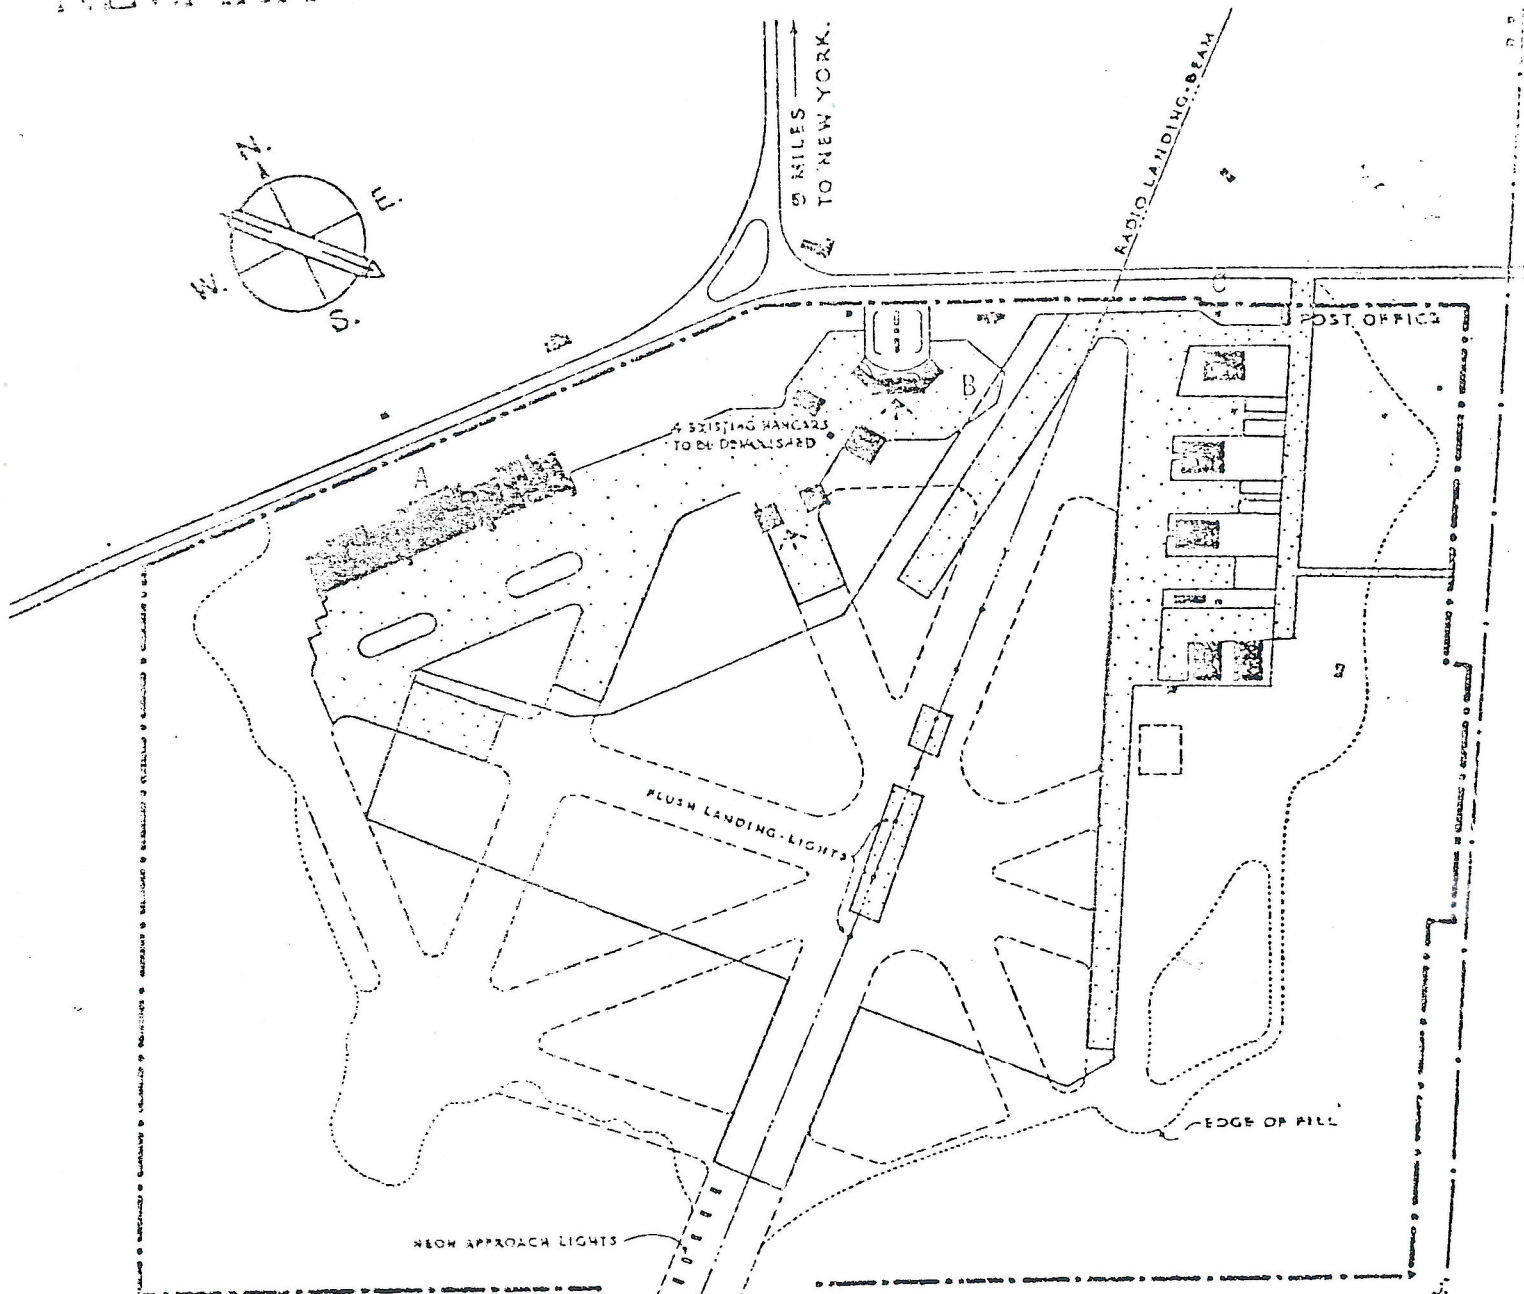 N.
E.
W.
S.
9 MILES
TO NEW YORK.
RADIO LANDING-BEAM
C
POST OFFICE
B
4 EXISTING HANGARS
TO BE DEMOLISHED
A
FLUSH LANDING-LIGHTS
EDGE OF FILL
NEON APPROACH LIGHTS